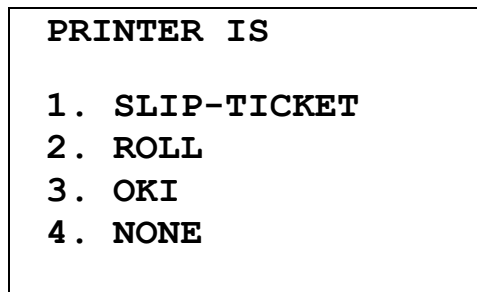 PRINTER IS
1. SLIP-TICKET
2. ROLL
3. OKI
4. NONE